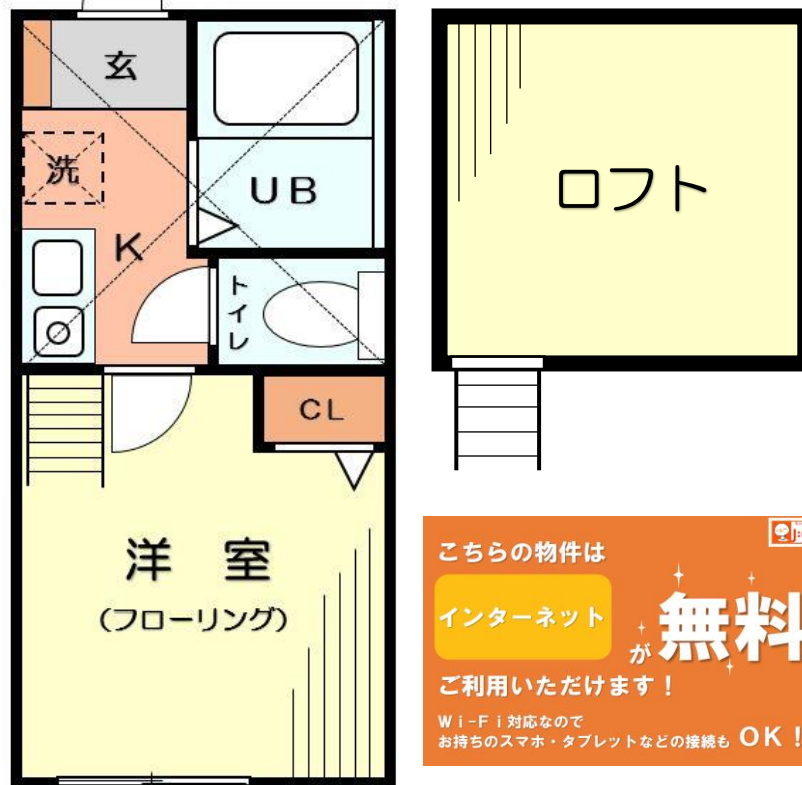 玄
洗
UB
K
トイレ
CL
洋 室
(フローリング)
ロフト
こちらの物件は
インターネット
が 無料
ご利用いただけます！
Wi-Fi対応なので
お持ちのスマホ・タブレットなどの接続も OK！